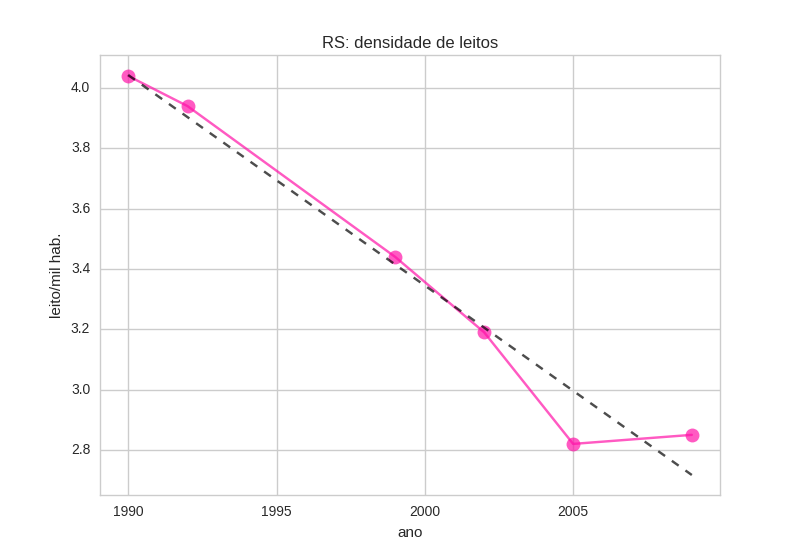 RS: densidade de leitos
leito/mil hab.
4.0
3.8
3.6
3.4
3.2
3.0
2.8
1990 1995 2000 2005
ano